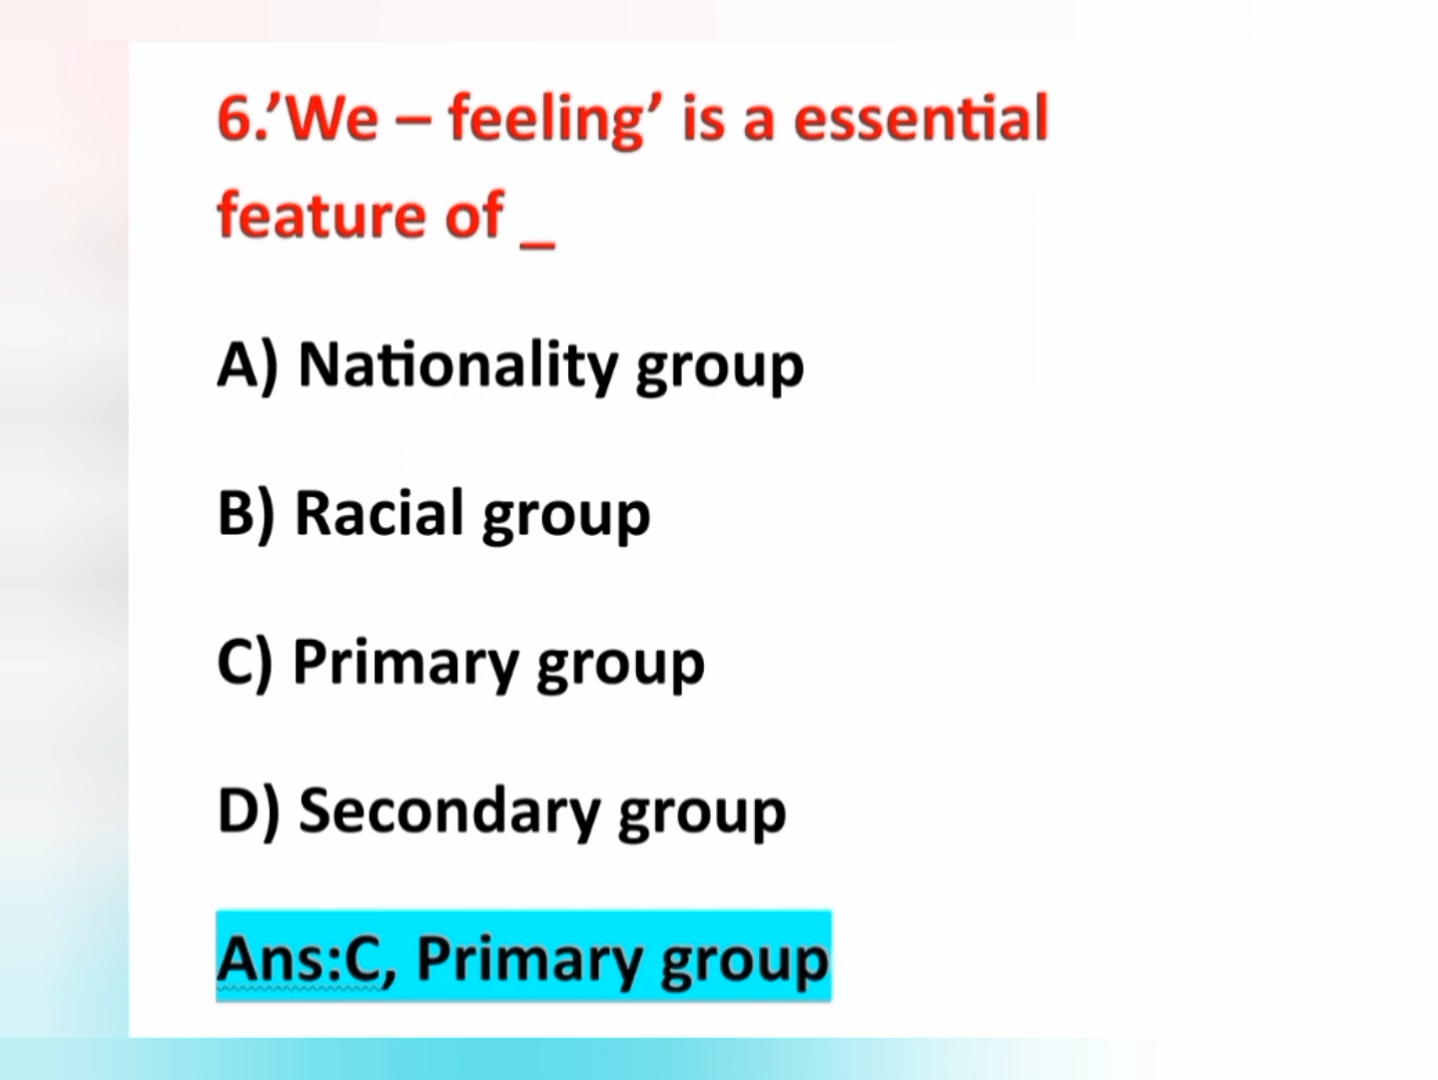 6.’We – feeling’ is a essential
feature of _
A) Nationality group
B) Racial group
C) Primary group
D) Secondary group
Ans:C, Primary group